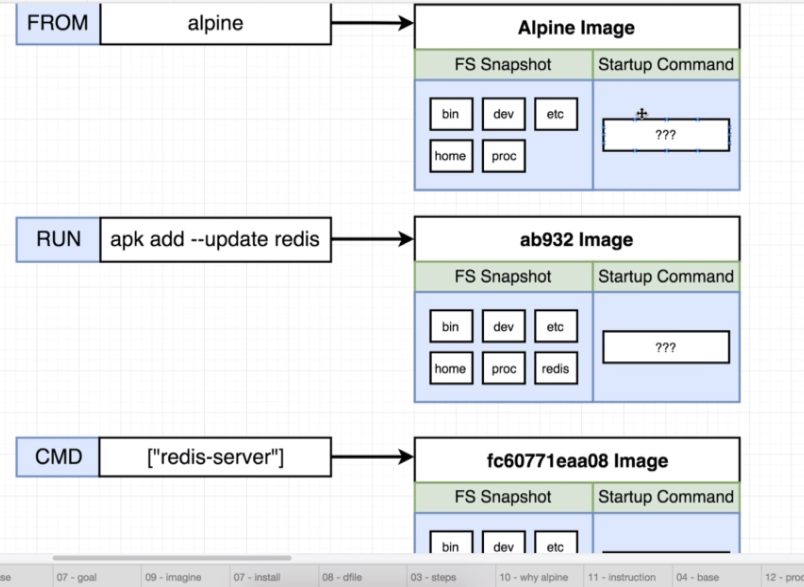 FROM alpine Alpine Image
FS Snapshot Startup Command
bin dev etc
???
home proc
RUN apk add --update redis ab932 Image
FS Snapshot Startup Command
bin dev etc
???
home proc redis
CMD ["redis-server"] fc60771eaa08 Image
FS Snapshot Startup Command
bin dev etc
se 07 - goal 09 - imagine 07 - install 08 - dfile 03 - steps 10 - why alpine 11 - instruction 04 - base 12 - proc